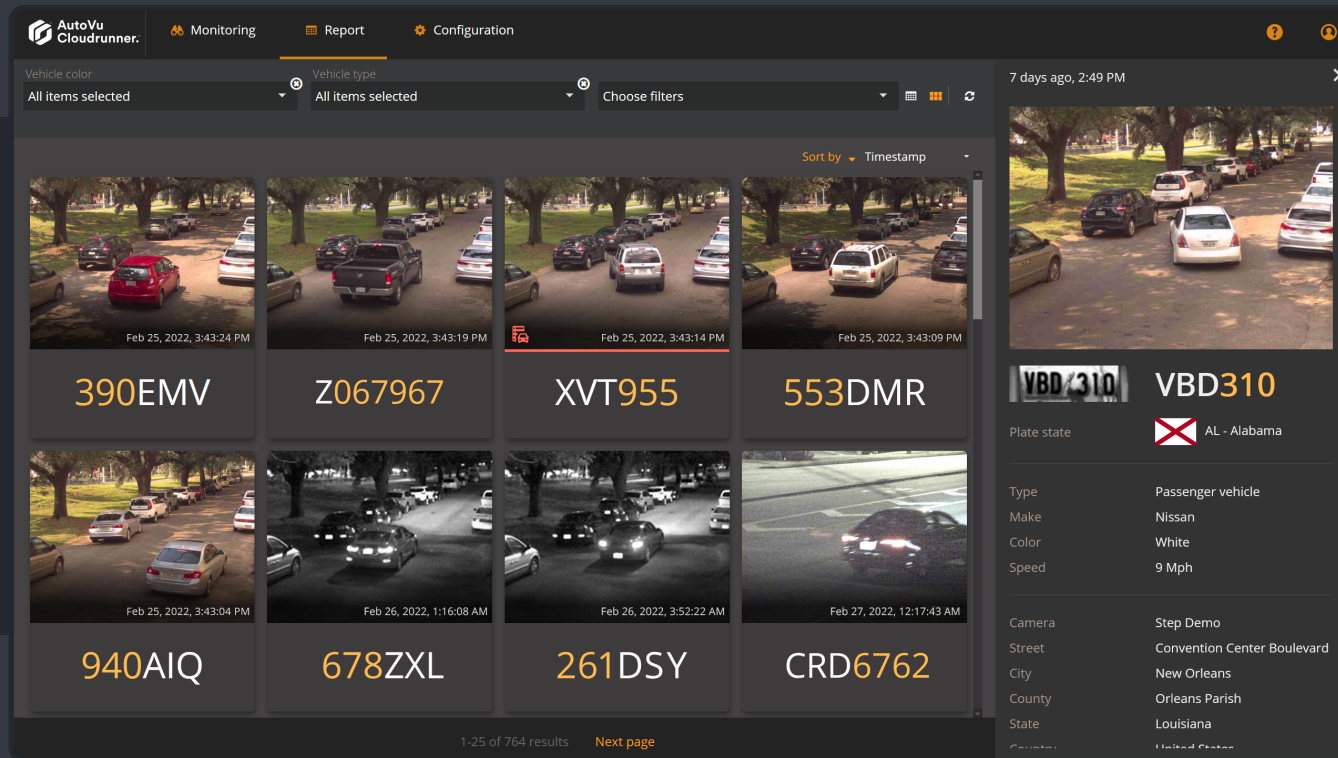 AutoVu
Cloudrunner.
Monitoring
Report
Configuration
?
Vehicle color
All items selected
Vehicle type
All items selected
Choose filters
Sort by
Timestamp
Feb 25, 2022, 3:43:24 PM
390EMV
Feb 25, 2022, 3:43:19 PM
Z067967
Feb 25, 2022, 3:43:14 PM
XVT955
Feb 25, 2022, 3:43:09 PM
553DMR
Feb 25, 2022, 3:43:04 PM
940AIQ
Feb 26, 2022, 1:16:08 AM
678ZXL
Feb 26, 2022, 3:52:22 AM
261DSY
Feb 27, 2022, 12:17:43 AM
CRD6762
1-25 of 764 results
Next page
7 days ago, 2:49 PM
VBD 310
VBD310
Plate state AL - Alabama
Type Passenger vehicle
Make Nissan
Color White
Speed 9 Mph
Camera Step Demo
Street Convention Center Boulevard
City New Orleans
County Orleans Parish
State Louisiana
Country United States